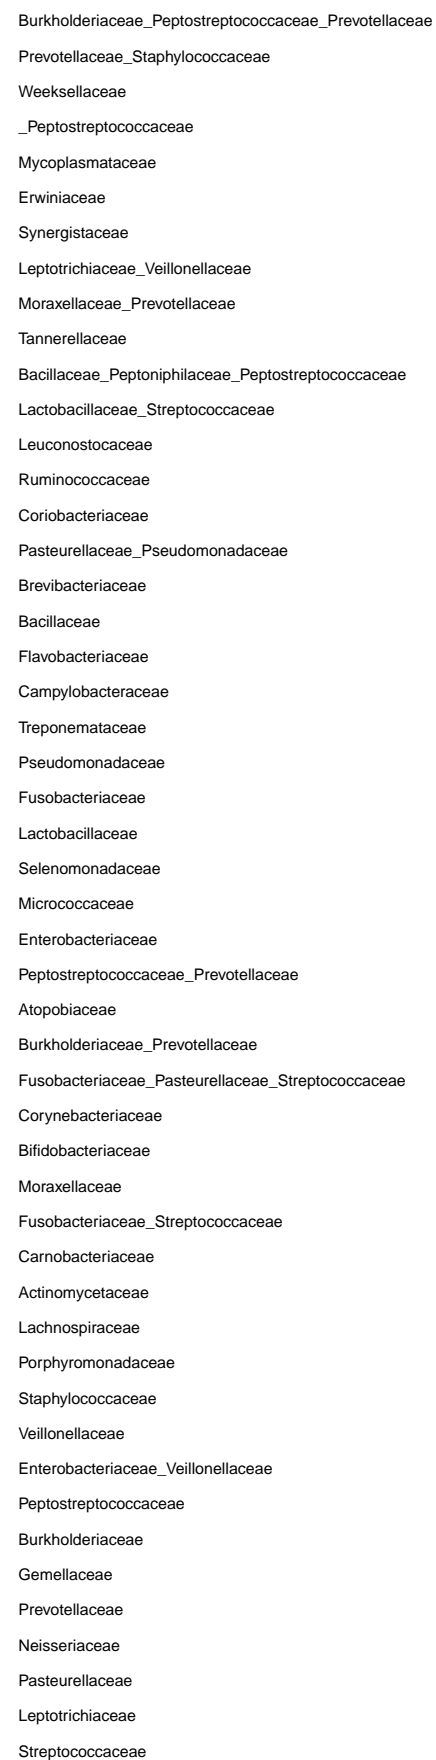 Burkholderiaceae_Peptostreptococcaceae_Prevotellaceae
Prevotellaceae_Staphylococcaceae
Weeksellaceae
_Peptostreptococcaceae
Mycoplasmataceae
Erwiniaceae
Synergistaceae
Leptotrichiaceae_Veillonellaceae
Moraxellaceae_Prevotellaceae
Tannerellaceae
Bacillaceae_Peptoniphilaceae_Peptostreptococcaceae
Lactobacillaceae_Streptococcaceae
Leuconostocaceae
Ruminococcaceae
Coriobacteriaceae
Pasteurellaceae_Pseudomonadaceae
Brevibacteriaceae
Bacillaceae
Flavobacteriaceae
Campylobacteraceae
Treponemataceae
Pseudomonadaceae
Fusobacteriaceae
Lactobacillaceae
Selenomonadaceae
Micrococcaceae
Enterobacteriaceae
Peptostreptococcaceae_Prevotellaceae
Atopobiaceae
Burkholderiaceae_Prevotellaceae
Fusobacteriaceae_Pasteurellaceae_Streptococcaceae
Corynebacteriaceae
Bifidobacteriaceae
Moraxellaceae
Fusobacteriaceae_Streptococcaceae
Carnobacteriaceae
Actinomycetaceae
Lachnospiraceae
Porphyromonadaceae
Staphylococcaceae
Veillonellaceae
Enterobacteriaceae_Veillonellaceae
Peptostreptococcaceae
Burkholderiaceae
Gemellaceae
Prevotellaceae
Neisseriaceae
Pasteurellaceae
Leptotrichiaceae
Streptococcaceae